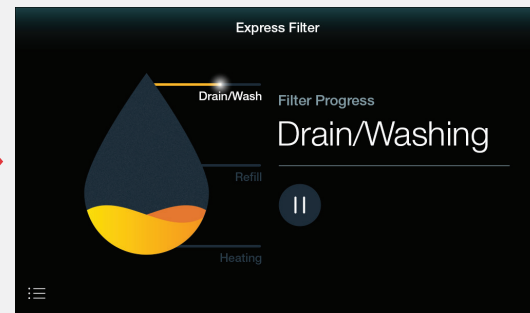 Express Filter
Drain/Wash
Filter Progress
Drain/Washing
Refill
Heating